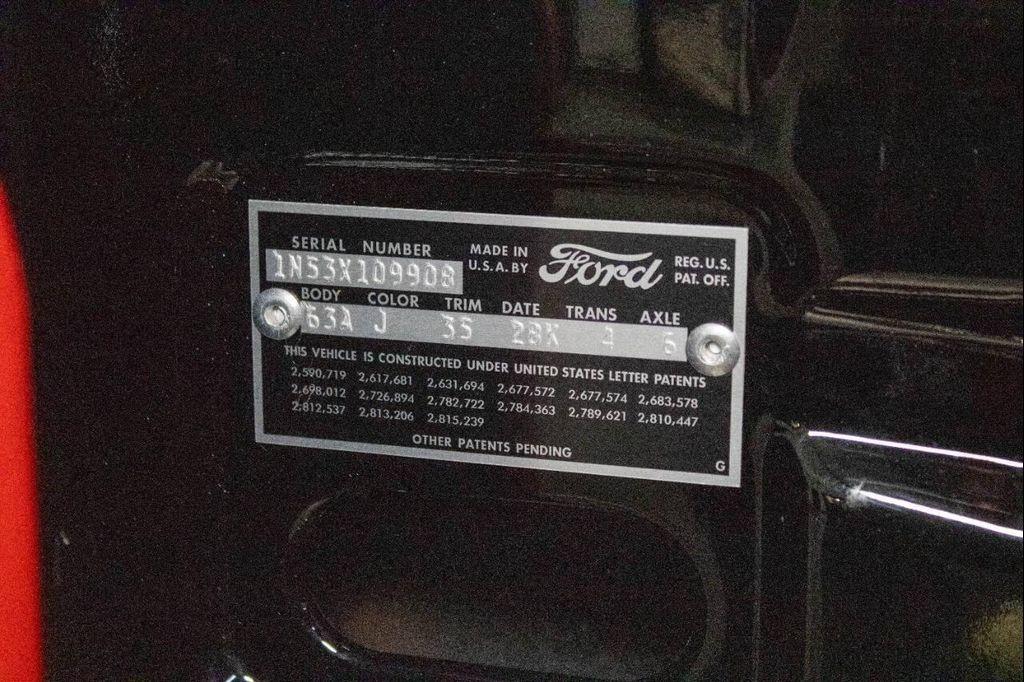 SERIAL NUMBER
MADE IN U.S.A. BY
Ford
REG. U.S. PAT. OFF.
1N53X109908
BODY COLOR TRIM DATE TRANS AXLE
63A J 35 28K 4 6
THIS VEHICLE IS CONSTRUCTED UNDER UNITED STATES LETTER PATENTS
2,590,719 2,617,681 2,631,694 2,677,572 2,677,574 2,683,578
2,698,012 2,726,894 2,782,722 2,784,363 2,789,621 2,810,447
2,812,537 2,813,206 2,815,239
OTHER PATENTS PENDING
G